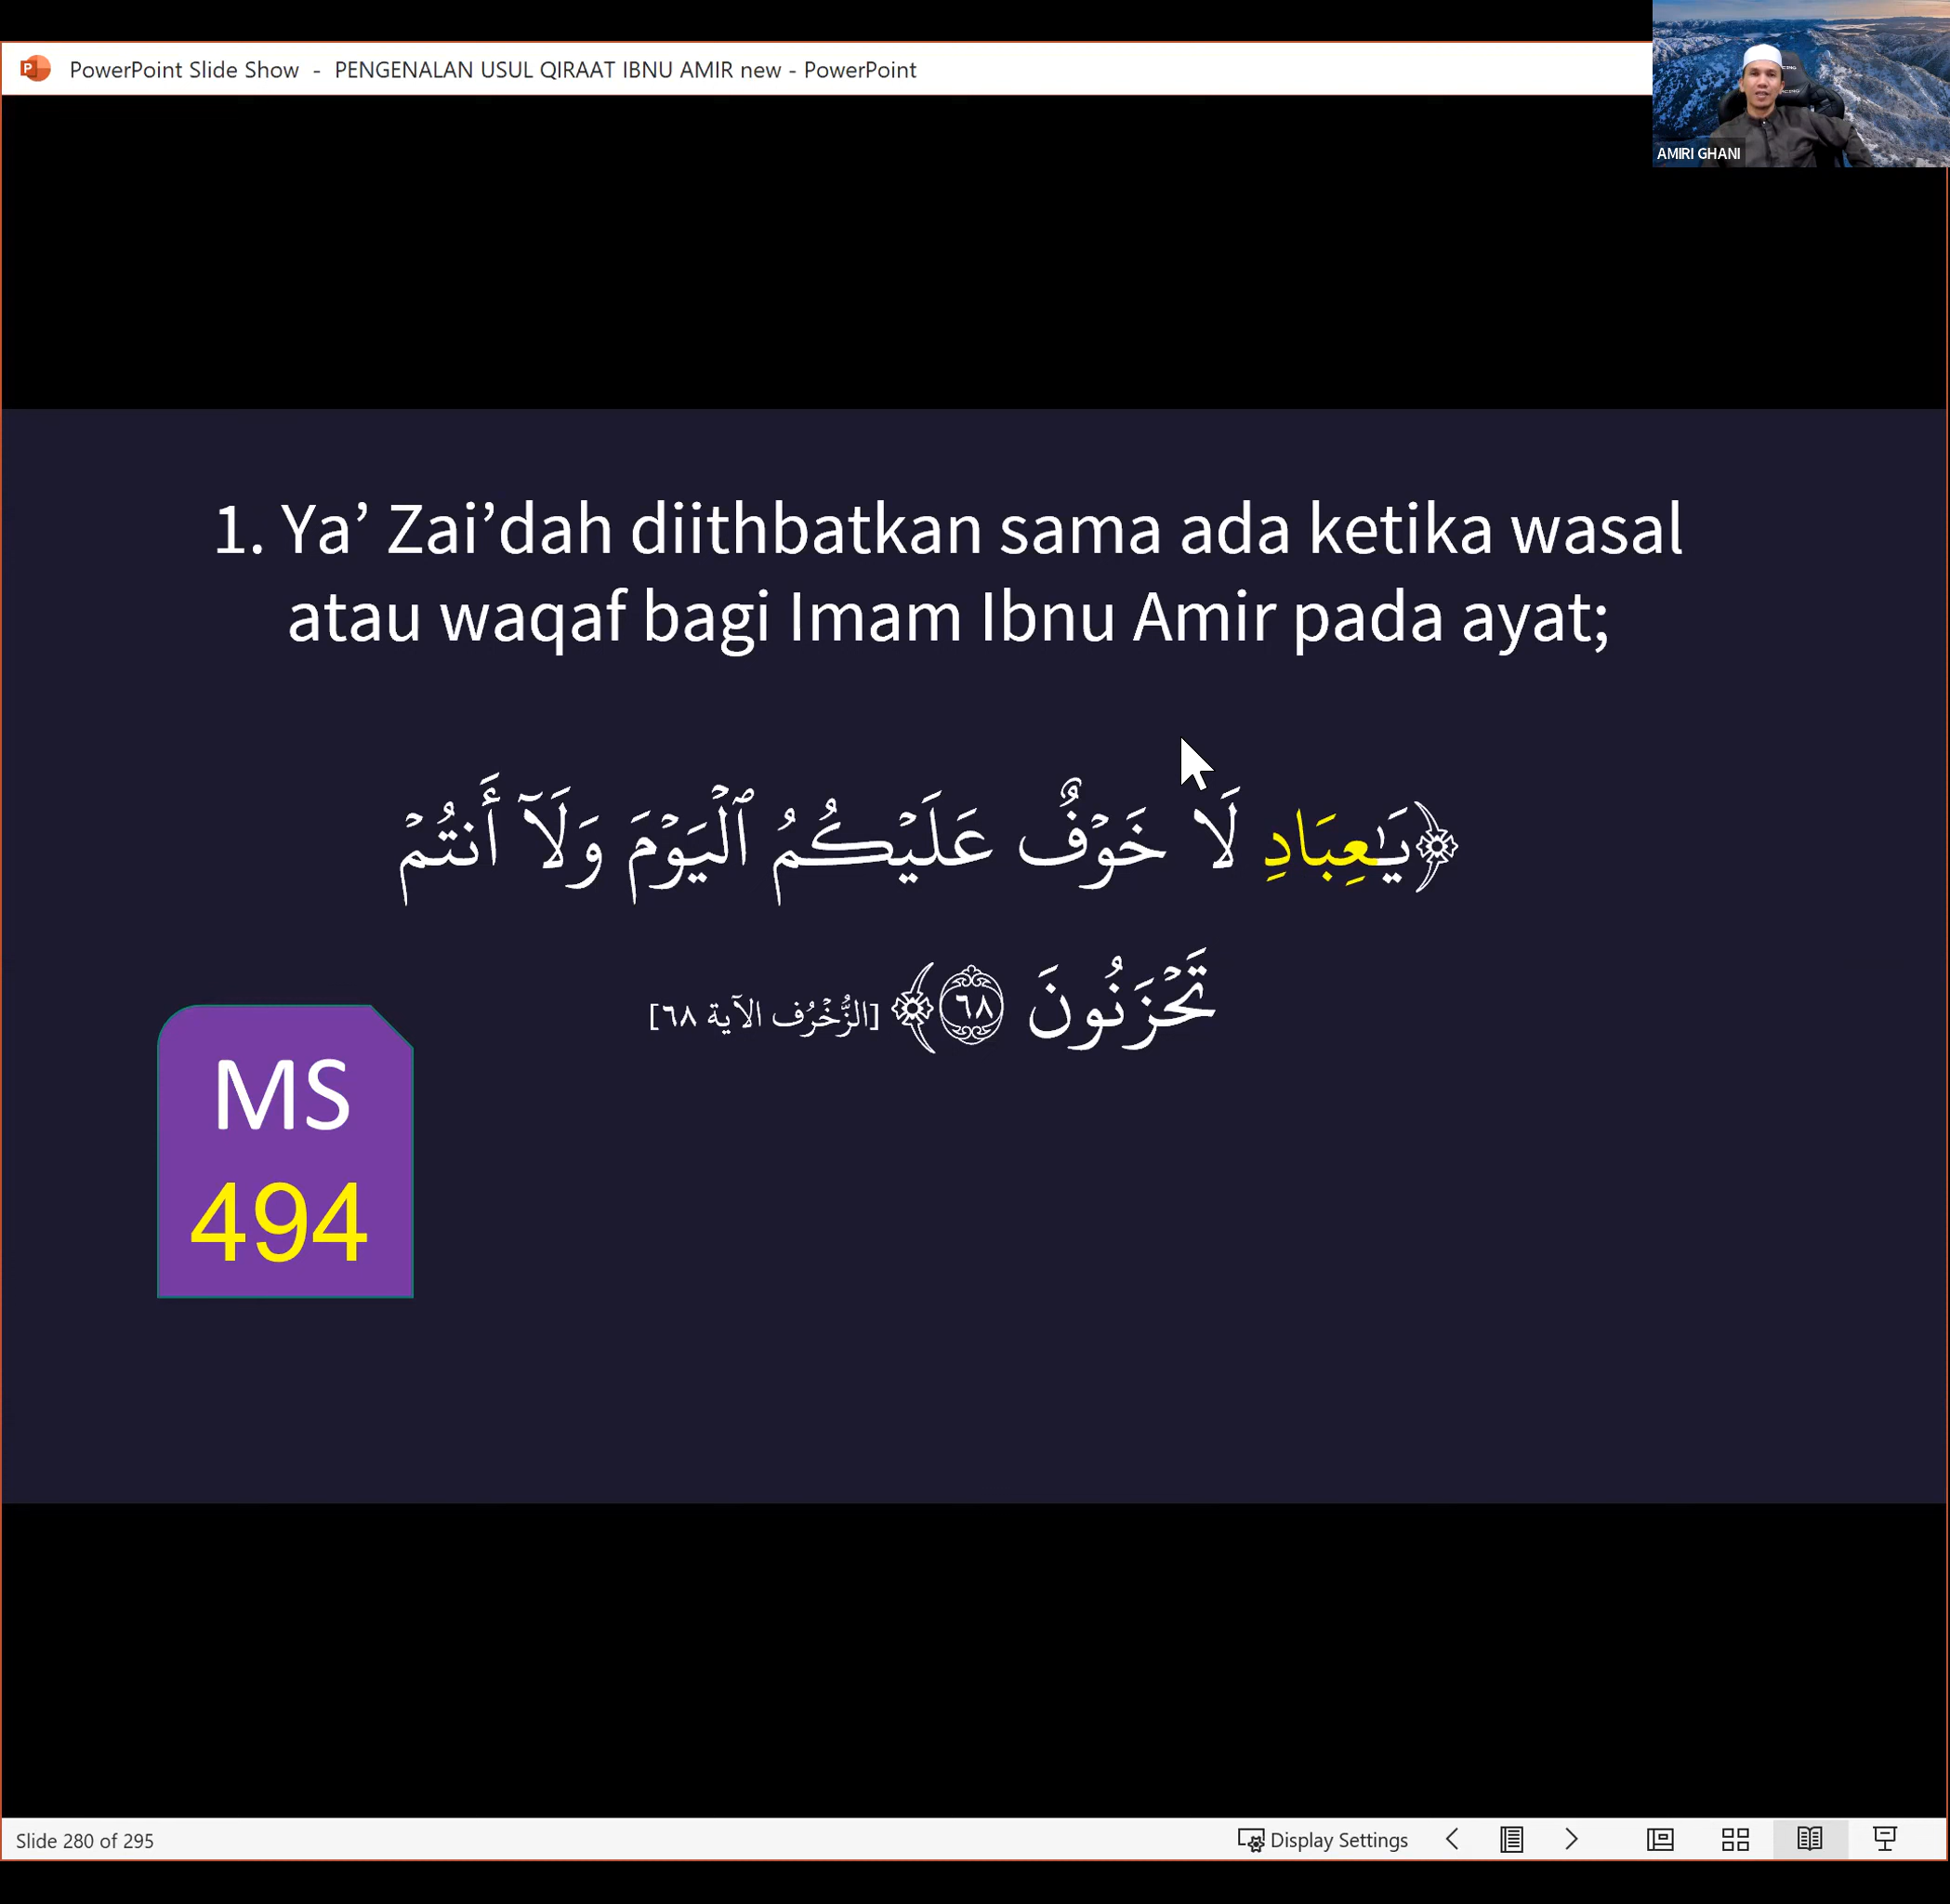 PowerPoint Slide Show - PENGENALAN USUL QIRAAT IBNU AMIR new - PowerPoint
AMIRI GHANI
1. Ya’ Zai’dah diithbatkan sama ada ketika wasal
atau waqaf bagi Imam Ibnu Amir pada ayat;
﴿يَـٰعِبَادِ لَا خَوۡفٌ عَلَيۡكُمُ ٱلۡيَوۡمَ وَلَآ أَنتُمۡ
تَحۡزَنُونَ ٦٨﴾ [الزُّخۡرُف الآية ٦٨]
MS
494
Slide 280 of 295
Display Settings